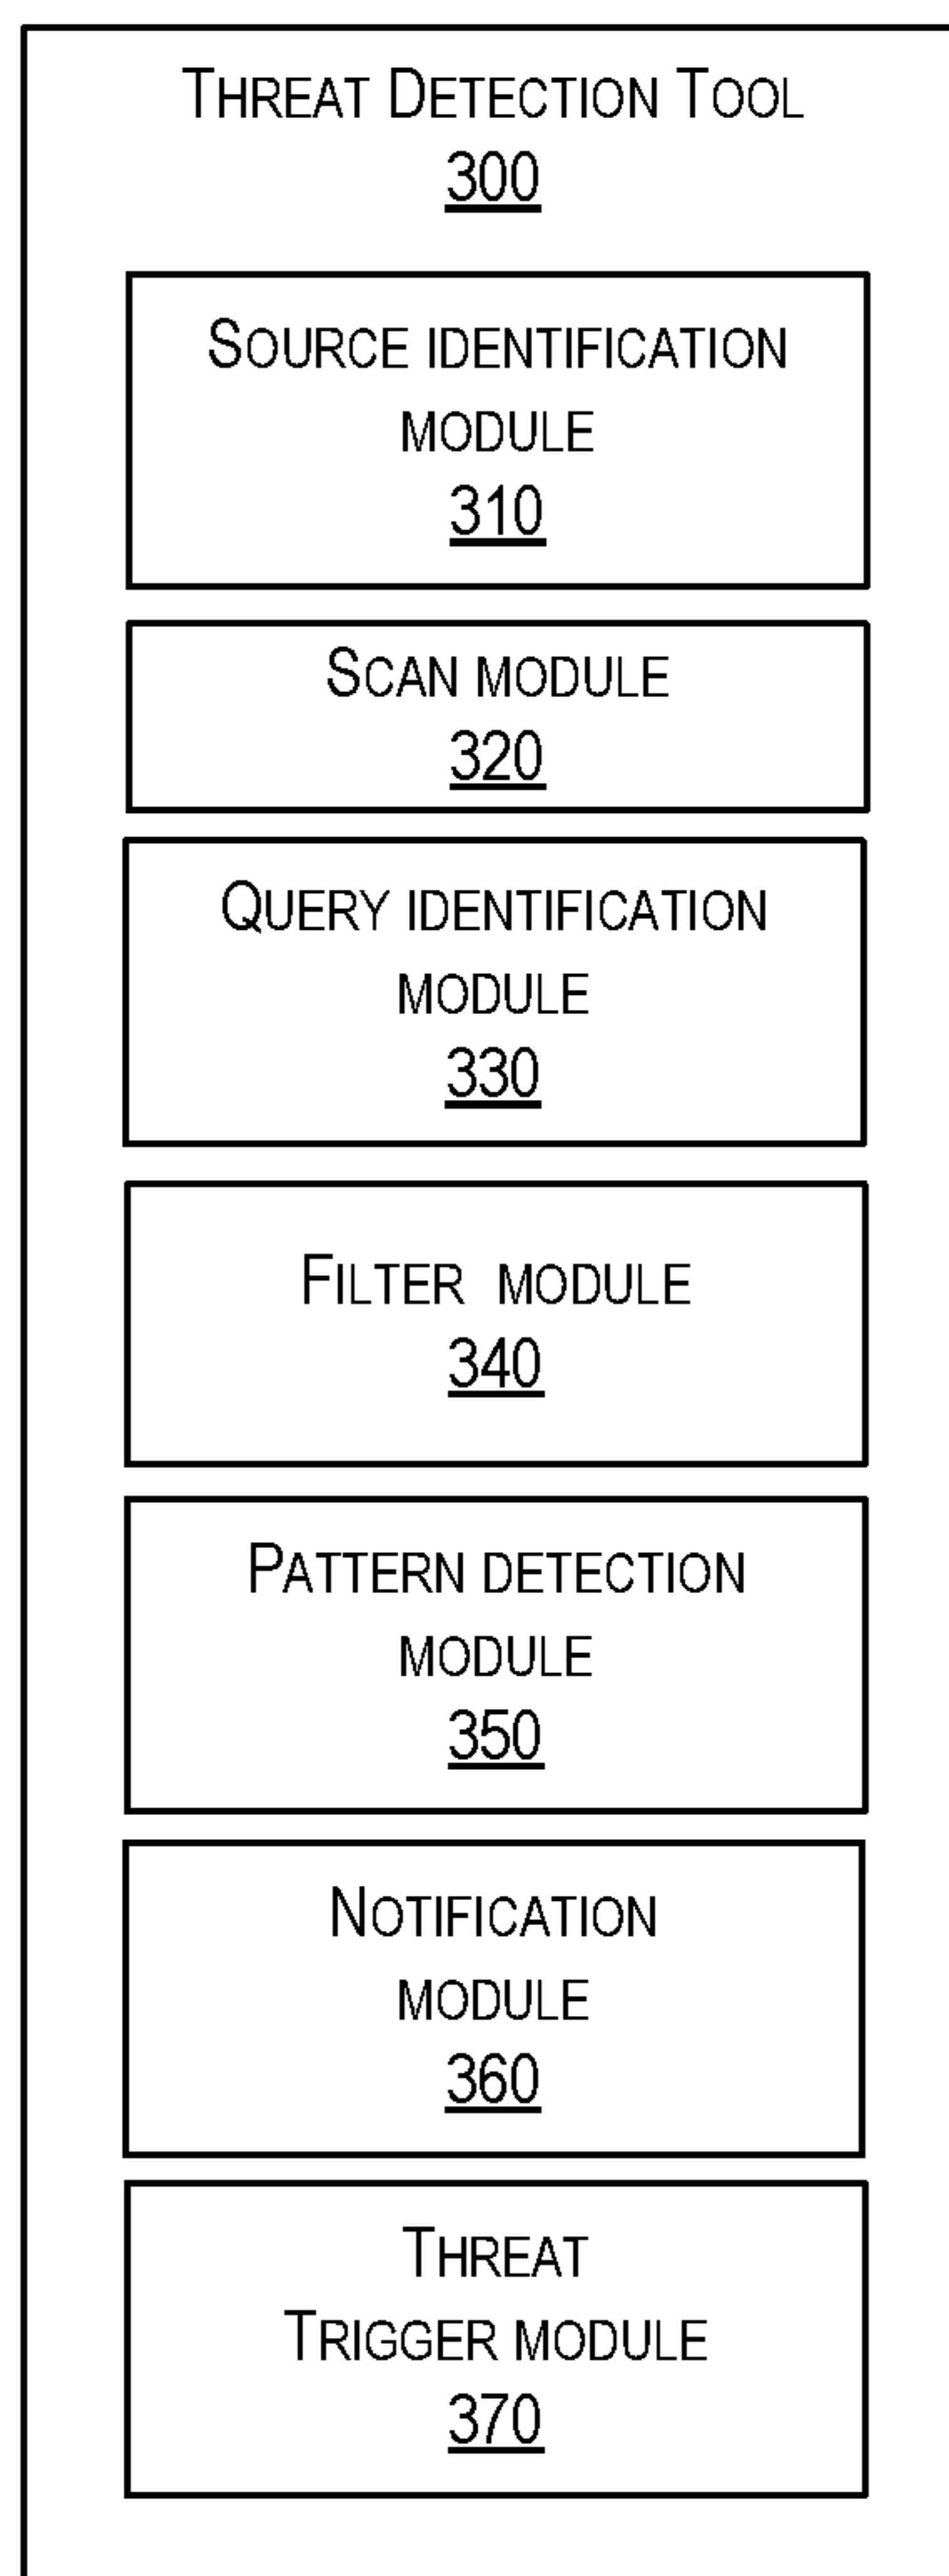 THREAT DETECTION TOOL
300
SOURCE IDENTIFICATION
MODULE
310
SCAN MODULE
320
QUERY IDENTIFICATION
MODULE
330
FILTER MODULE
340
PATTERN DETECTION
MODULE
350
NOTIFICATION
MODULE
360
THREAT
TRIGGER MODULE
370